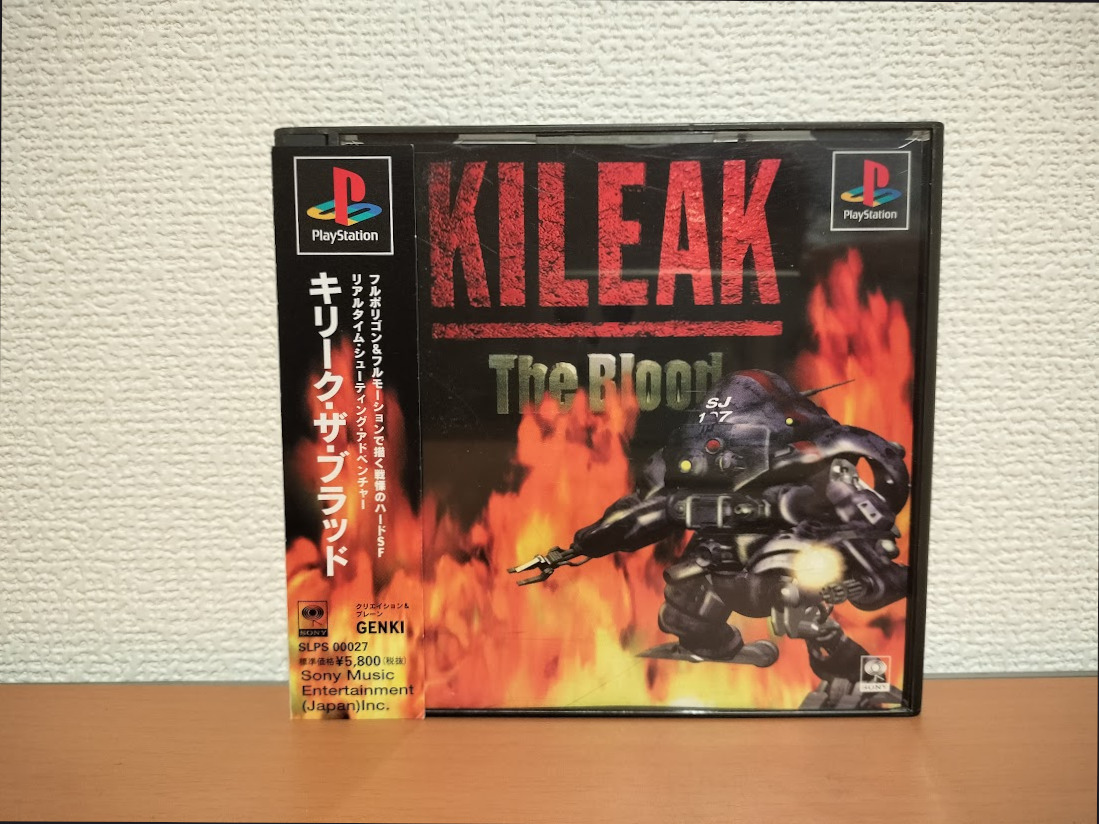 PlayStation
キリーク・ザ・ブラッド
フルポリゴン&フルモーションで描く戦慄のハードSF
リアルタイム・シューティング・アドベンチャー
SONY
クリエイション&
プレーン
GENKI
SLPS 00027
標準価格¥5,800(税抜)
Sony Music
Entertainment
(Japan)Inc.
KILEAK
The Blood
PlayStation
SJ
SONY